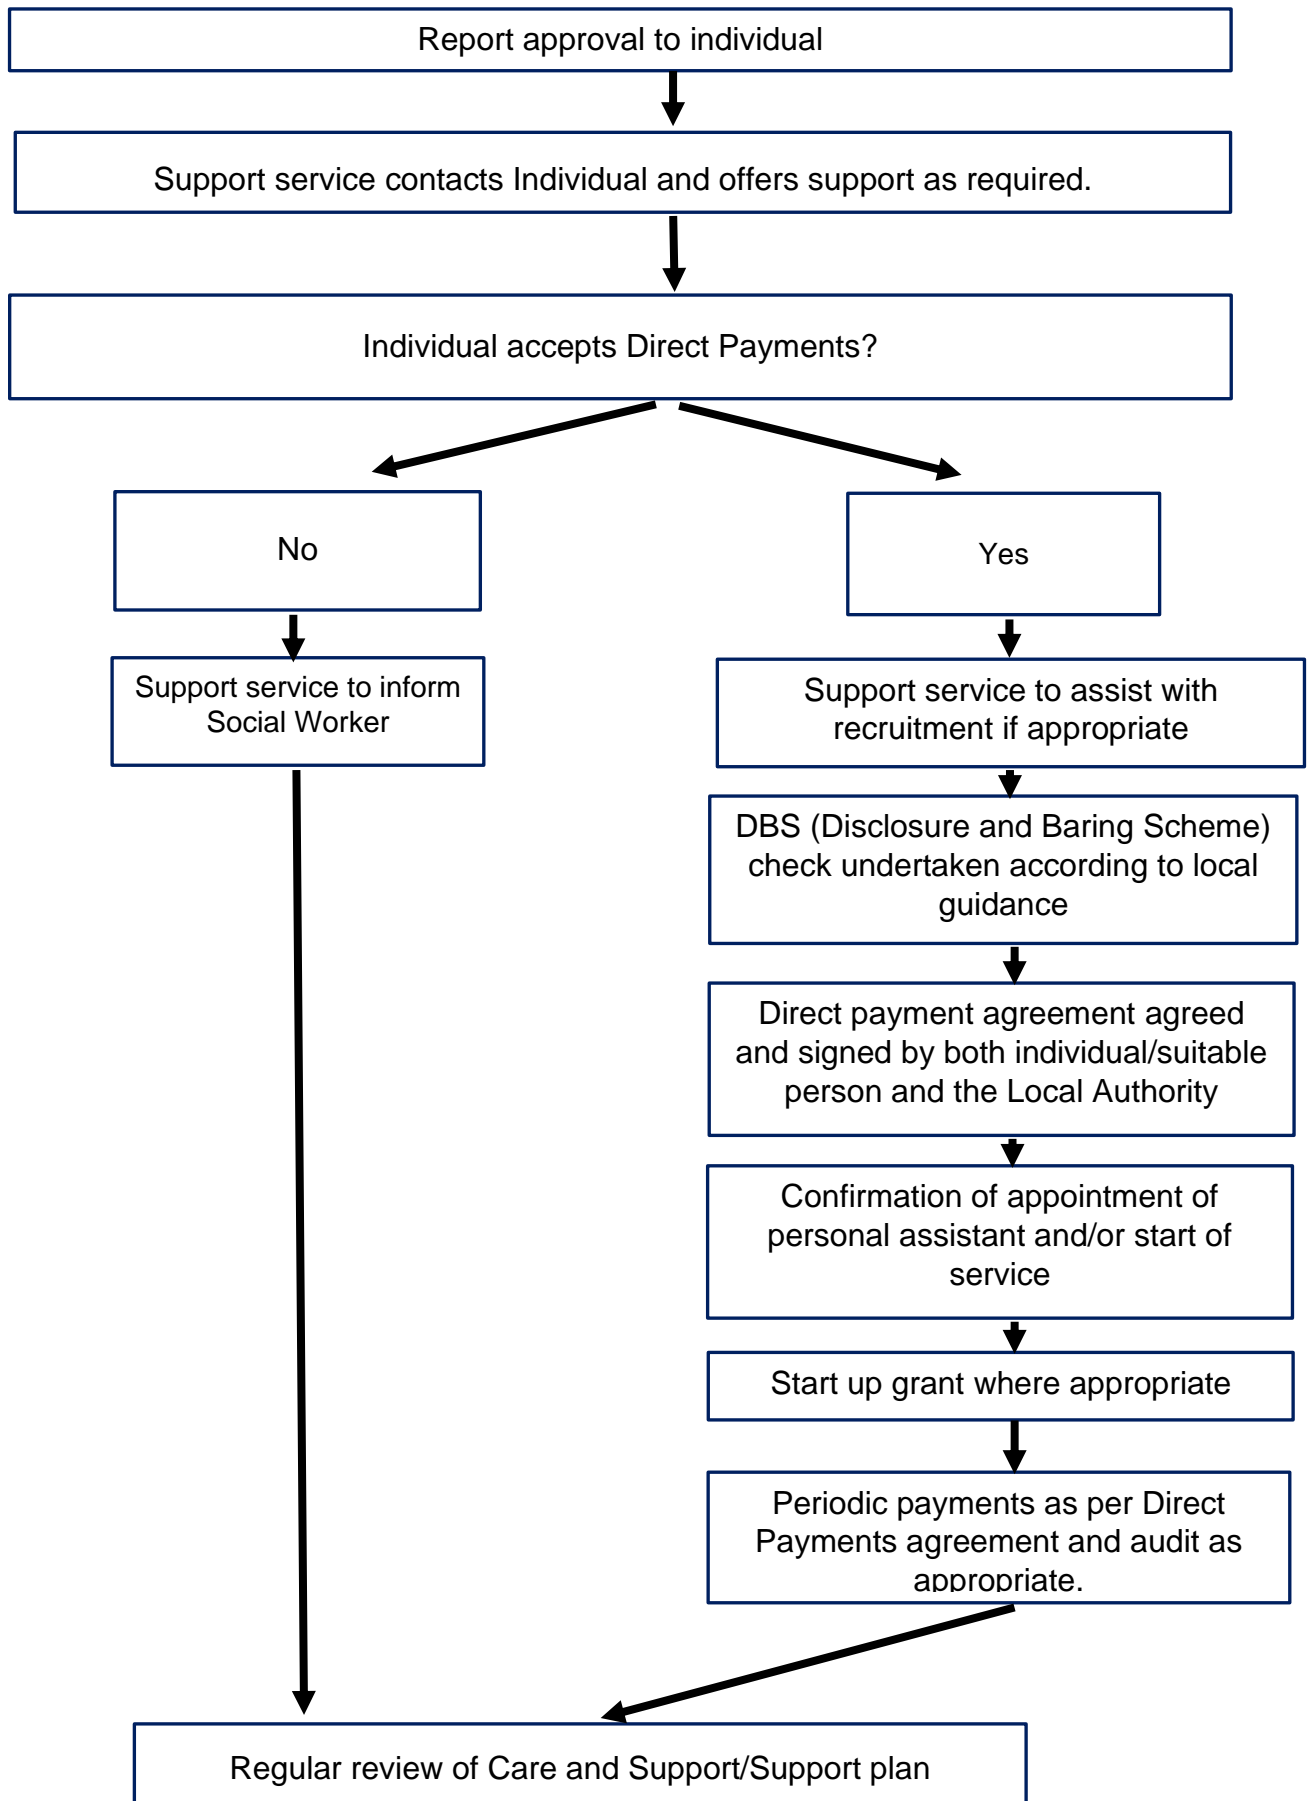 Report approval to individual
Support service contacts Individual and offers support as required.
Individual accepts Direct Payments?
No
Yes
Support service to inform
Social Worker
Support service to assist with
recruitment if appropriate
DBS (Disclosure and Baring Scheme)
check undertaken according to local
guidance
Direct payment agreement agreed
and signed by both individual/suitable
person and the Local Authority
Confirmation of appointment of
personal assistant and/or start of
service
Start up grant where appropriate
Periodic payments as per Direct
Payments agreement and audit as
appropriate.
Regular review of Care and Support/Support plan